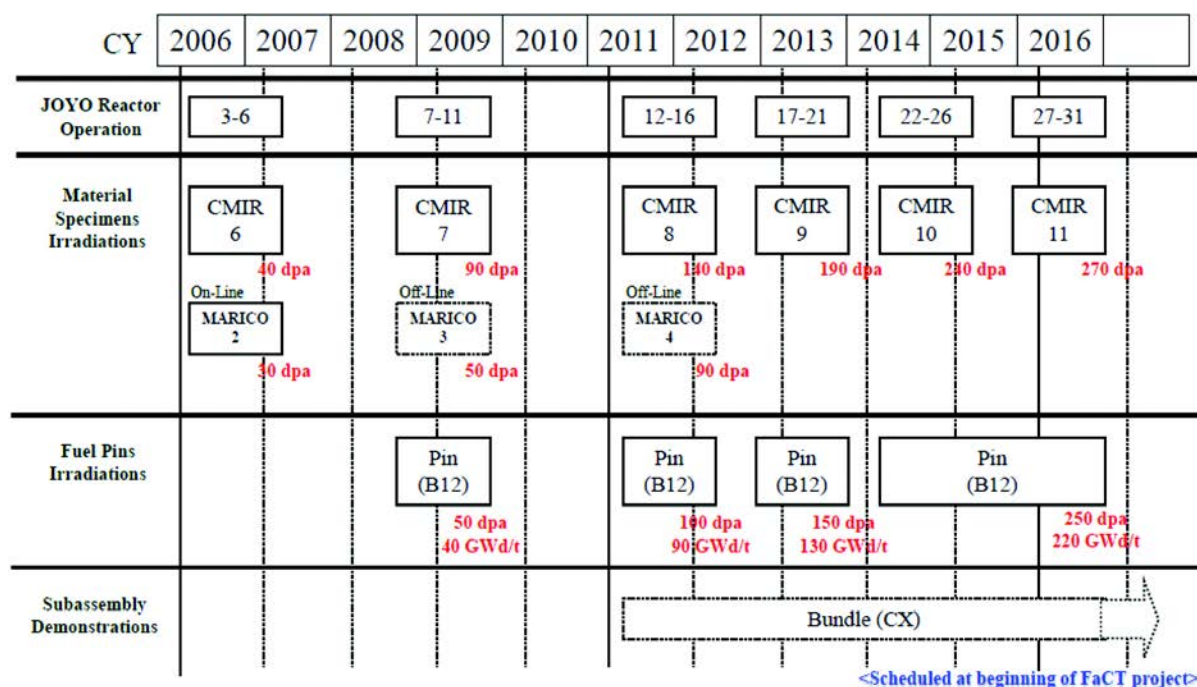 CY 2006 2007 2008 2009 2010 2011 2012 2013 2014 2015 2016
JOYO Reactor
Operation
3-6 7-11 12-16 17-21 22-26 27-31
Material
Specimens
Irradiations
CMIR CMIR CMIR CMIR CMIR CMIR
6 7 8 9 10 11
40 dpa 90 dpa 140 dpa 190 dpa 240 dpa 270 dpa
On-Line Off-Line Off-Line
MARICO MARICO MARICO
2 3 4
30 dpa 50 dpa 90 dpa
Fuel Pins
Irradiations
Pin Pin Pin Pin
(B12) (B12) (B12) (B12)
50 dpa 100 dpa 150 dpa 250 dpa
40 GWd/t 90 GWd/t 130 GWd/t 220 GWd/t
Subassembly
Demonstrations
Bundle (CX)
<Scheduled at beginning of FaCT project>